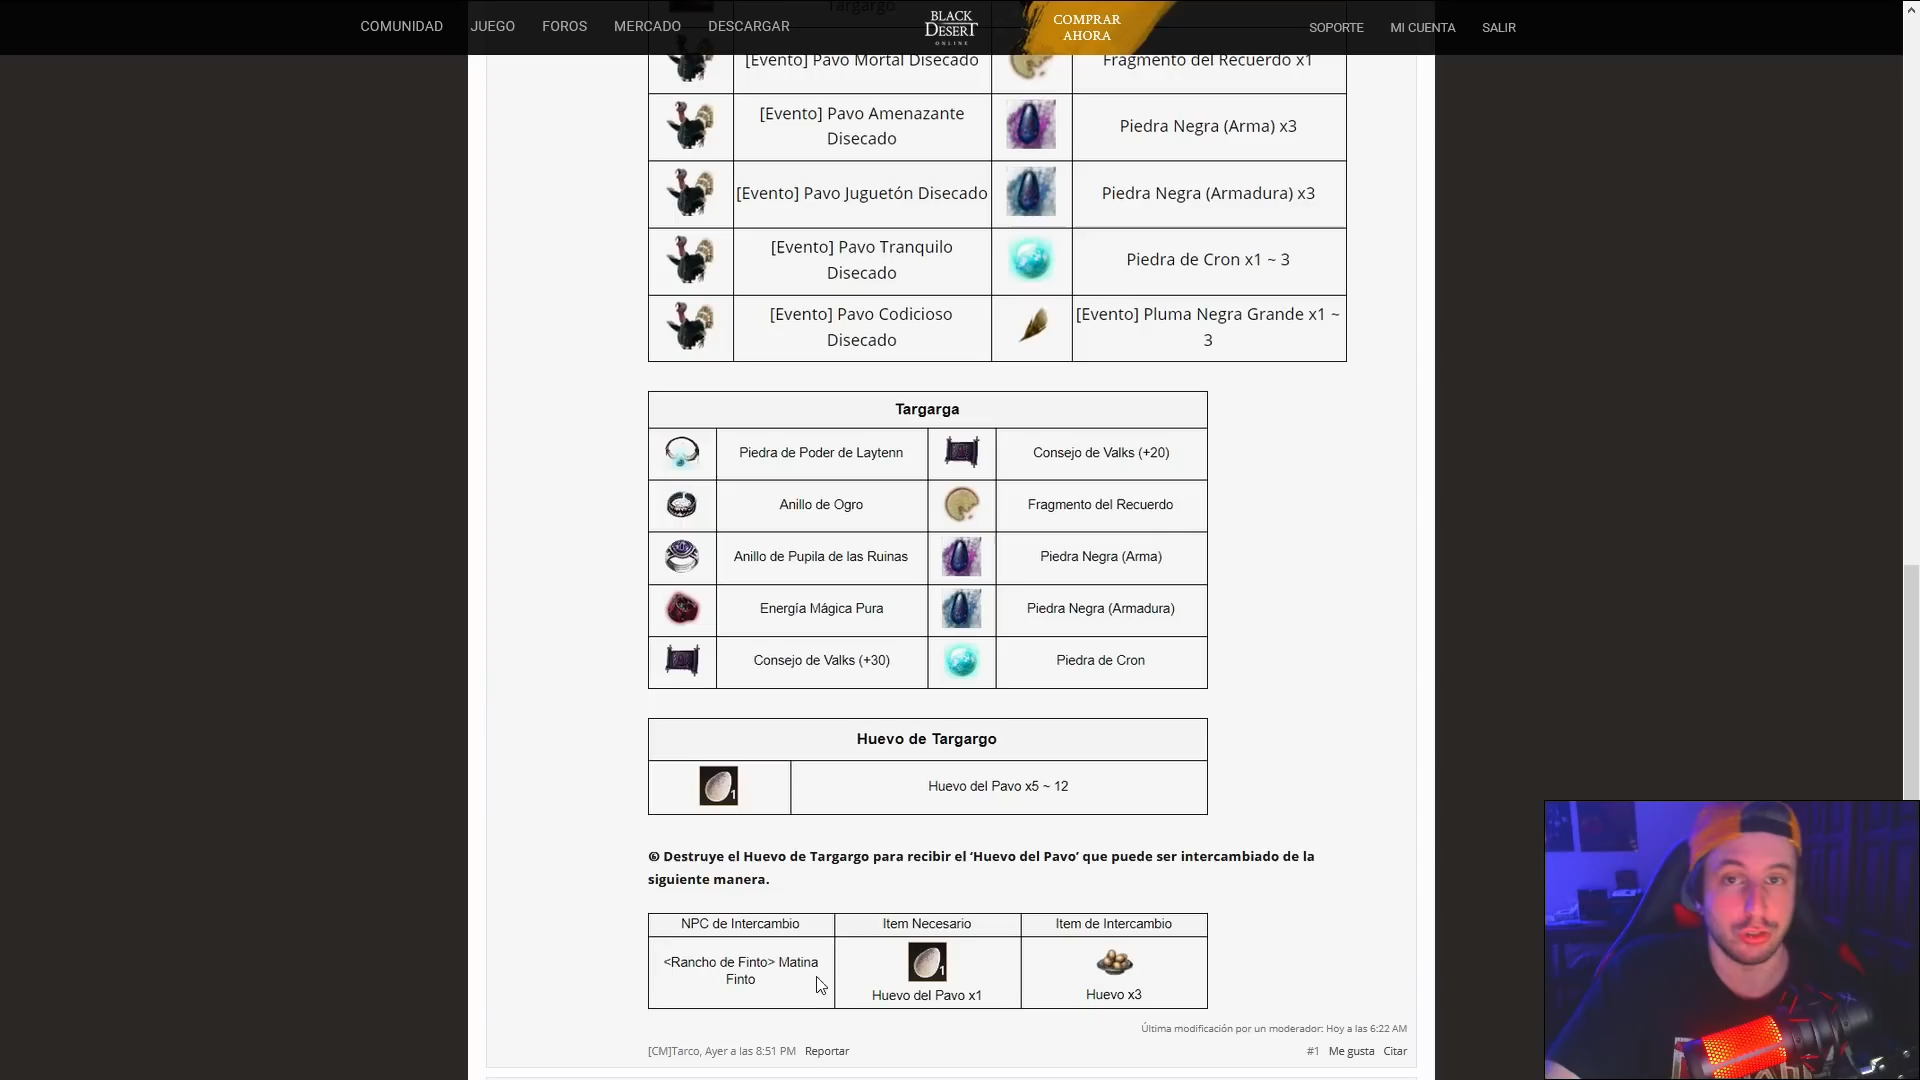 Targargo
COMUNIDAD JUEGO FOROS MERCADO DESCARGAR
BLACK
DESERT
ONLINE
COMPRAR
AHORA
SOPORTE MI CUENTA SALIR
[Evento] Pavo Mortal Disecado Fragmento del Recuerdo x1
[Evento] Pavo Amenazante
Disecado
Piedra Negra (Arma) x3
[Evento] Pavo Juguetón Disecado Piedra Negra (Armadura) x3
[Evento] Pavo Tranquilo
Disecado
Piedra de Cron x1 ~ 3
[Evento] Pavo Codicioso
Disecado
[Evento] Pluma Negra Grande x1 ~
3
Targarga
Piedra de Poder de Laytenn Consejo de Valks (+20)
Anillo de Ogro Fragmento del Recuerdo
Anillo de Pupila de las Ruinas Piedra Negra (Arma)
Energía Mágica Pura Piedra Negra (Armadura)
Consejo de Valks (+30) Piedra de Cron
Huevo de Targargo
1
Huevo del Pavo x5 ~ 12
⑥ Destruye el Huevo de Targargo para recibir el ‘Huevo del Pavo’ que puede ser intercambiado de la
siguiente manera.
NPC de Intercambio Item Necesario Item de Intercambio
<Rancho de Finto> Matina
Finto
1
Huevo del Pavo x1
Huevo x3
Última modificación por un moderador: Hoy a las 6:22 AM
[CM]Tarco, Ayer a las 8:51 PM Reportar #1 Me gusta Citar